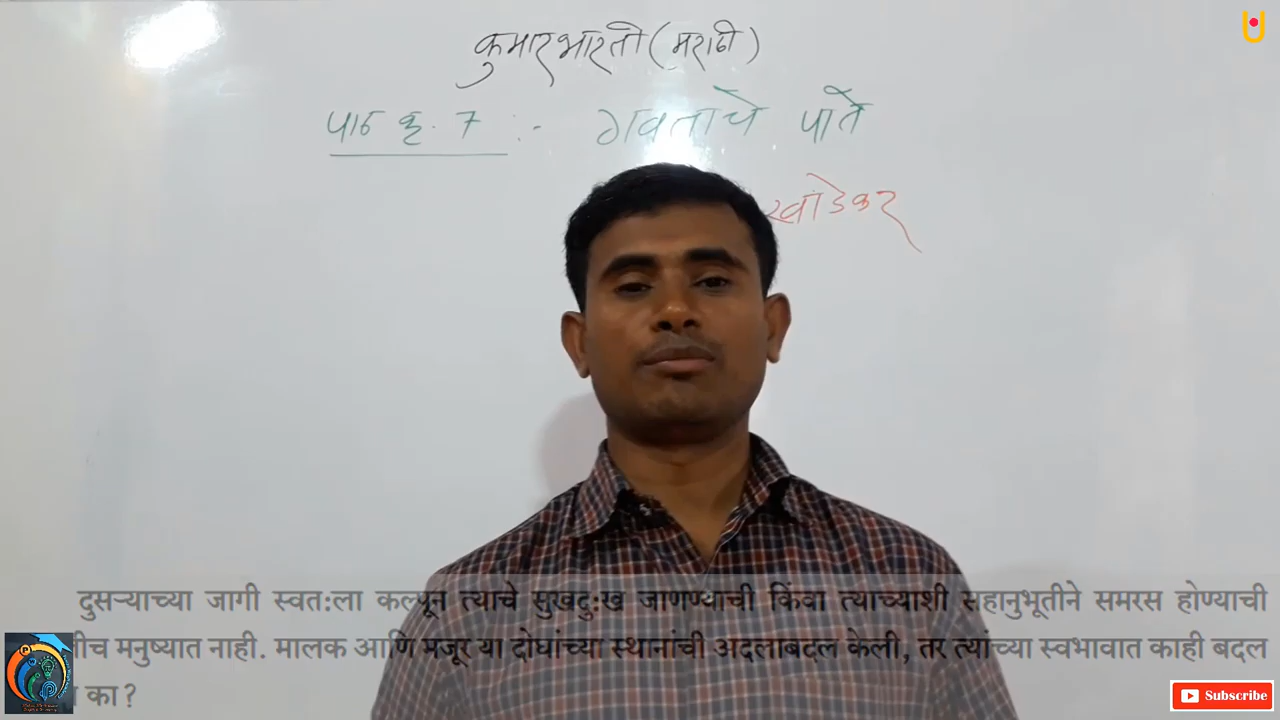 कुमारभारती (मराठी)
पाठ क्र. 7 :- गवताचे पाते
खांडेकर
दुसऱ्याच्या जागी स्वत:ला कल्पून त्याचे सुखदु:ख जाणण्याची किंवा त्याच्याशी सहानुभूतीने समरस होण्याची
मनुष्यात नाही. मालक आणि मजूर या दोघांच्या स्थानांची अदलाबदल केली, तर त्यांच्या स्वभावात काही बदल
का?
Subscribe